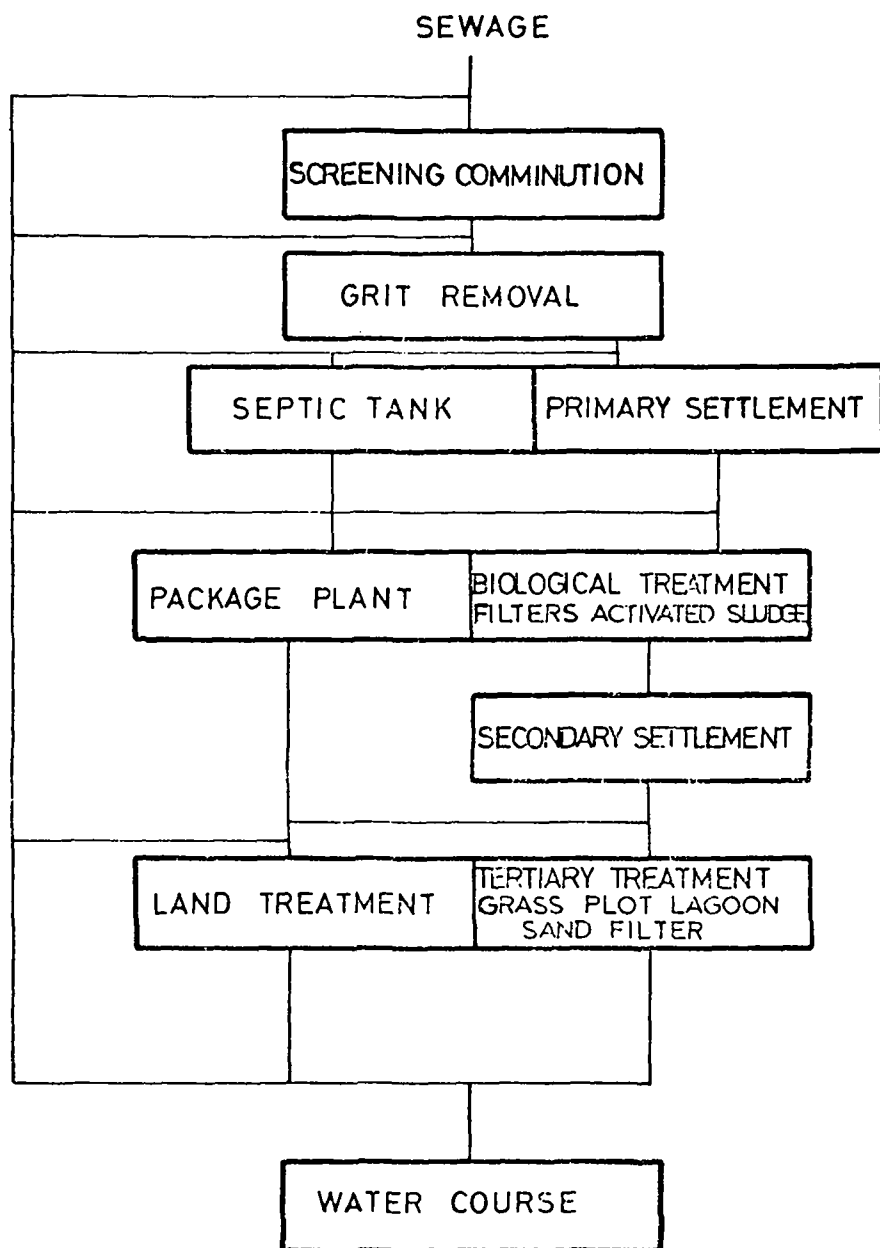 SEWAGE
SCREENING COMMINUTION
GRIT REMOVAL
SEPTIC TANK
PRIMARY SETTLEMENT
PACKAGE PLANT
BIOLOGICAL TREATMENT
FILTERS ACTIVATED SLUDGE
SECONDARY SETTLEMENT
LAND TREATMENT
TERTIARY TREATMENT
GRASS PLOT LAGOON
SAND FILTER
WATER COURSE